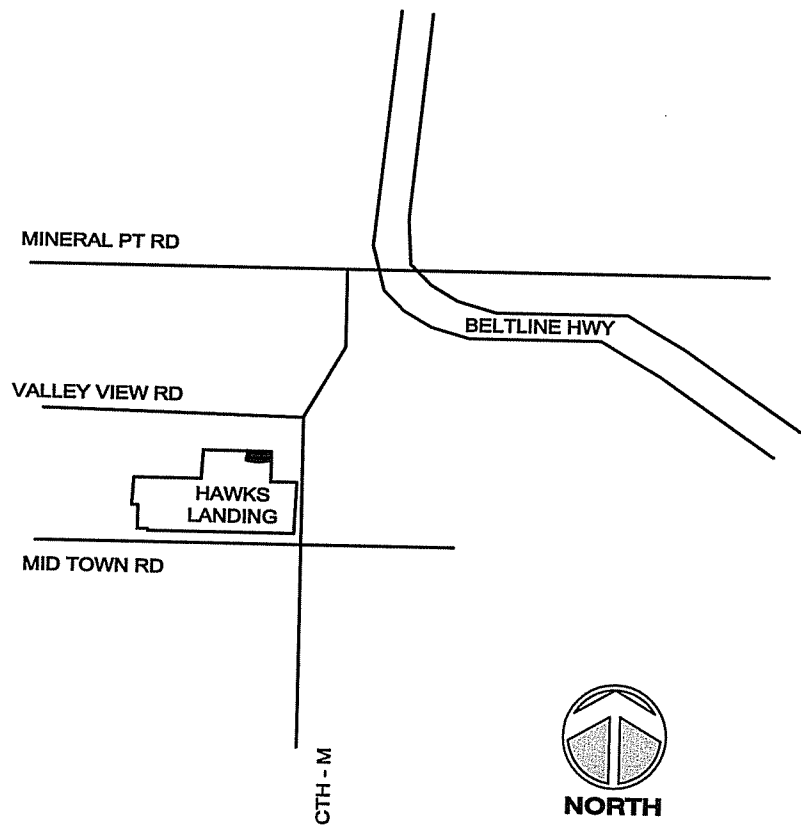 MINERAL PT RD
BELTLINE HWY
VALLEY VIEW RD
HAWKS
LANDING
MID TOWN RD
CTH - M
NORTH